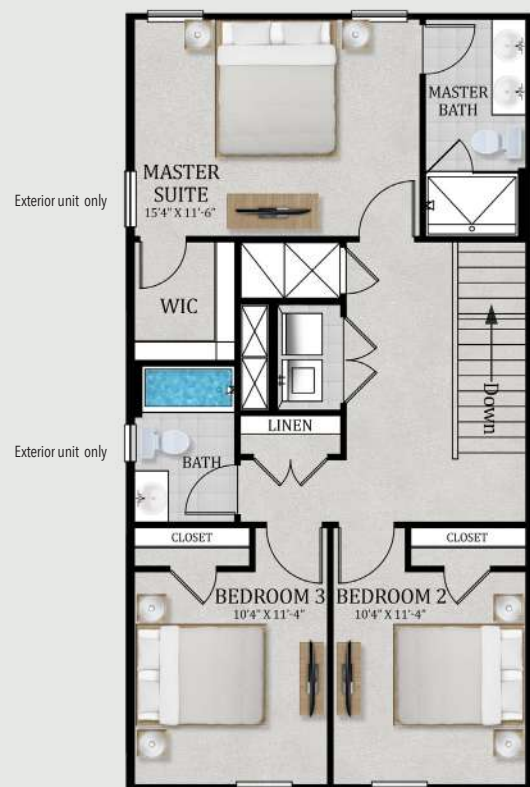 MASTER
BATH
MASTER
SUITE
15'4" X 11'-6"
Exterior unit only
WIC
Down
LINEN
Exterior unit only
BATH
CLOSET
CLOSET
BEDROOM 3
10'4" X 11'-4"
BEDROOM 2
10'4" X 11'-4"